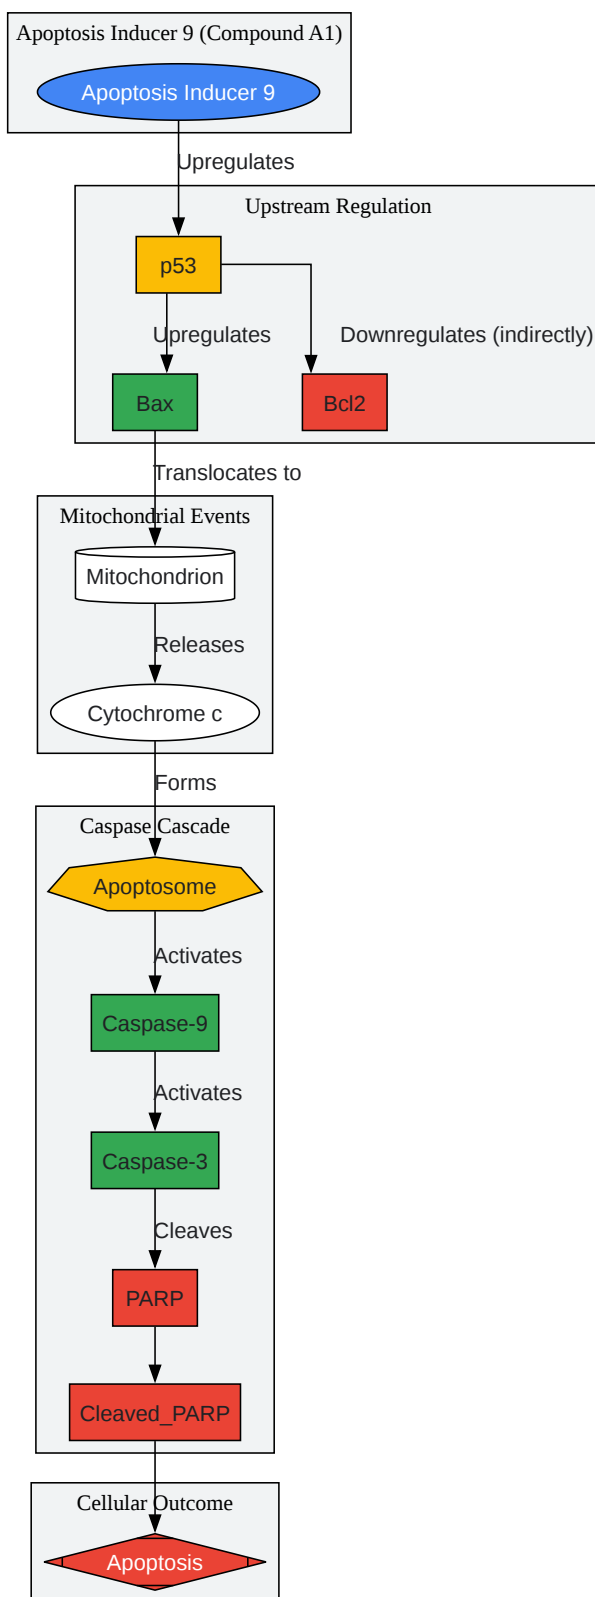 Apoptosis Inducer 9 (Compound A1)
Apoptosis Inducer 9
Upregulates
Upstream Regulation
p53
Upregulates
Downregulates (indirectly)
Bax
Bcl2
Translocates to
Mitochondrial Events
Mitochondrion
Releases
Cytochrome c
Forms
Caspase Cascade
Apoptosome
Activates
Caspase-9
Activates
Caspase-3
Cleaves
PARP
Cleaved_PARP
Cellular Outcome
Apoptosis